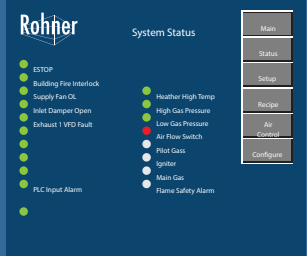 Rohner
System Status
Main
Status
Setup
Recipe
Air
Control
Configure
ESTOP
Building Fire Interlock
Supply Fan OL
Inlet Damper Open
Exhaust 1 VFD Fault
PLC Input Alarm
Heather High Temp
High Gas Pressure
Low Gas Pressure
Air Flow Switch
Pilot Gass
Igniter
Main Gas
Flame Safety Alarm